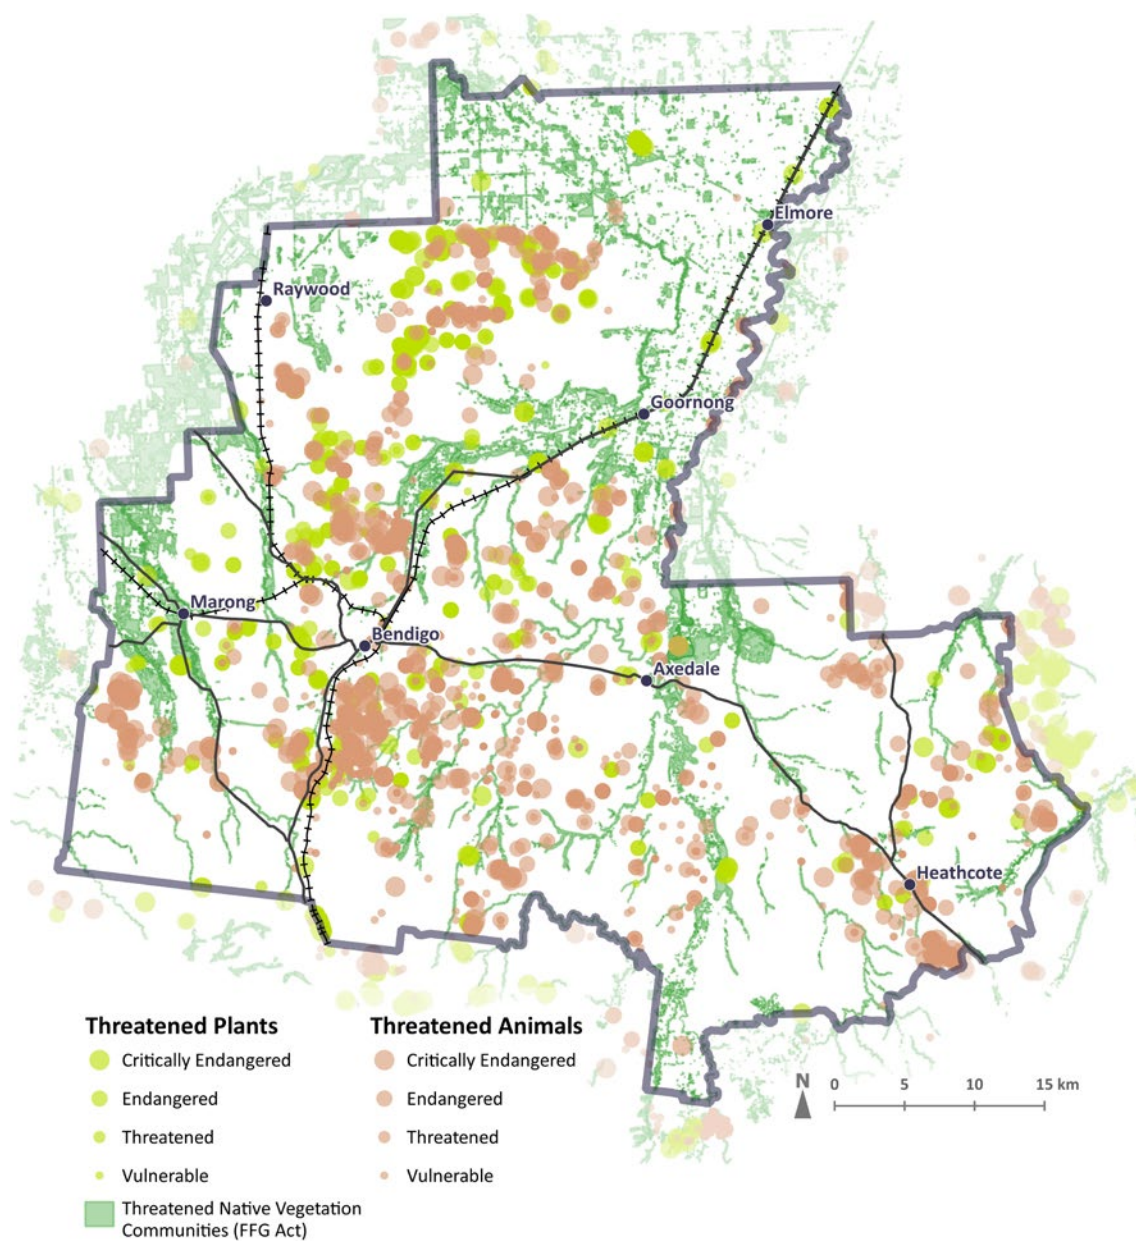 Elmore
Raywood
Goornong
Marong
Bendigo
Axedale
Heathcote
Threatened Plants
Critically Endangered
Endangered
Threatened
Vulnerable
Threatened Native Vegetation
Communities (FFG Act)
Threatened Animals
Critically Endangered
Endangered
Threatened
Vulnerable
N
0 5 10 15 km